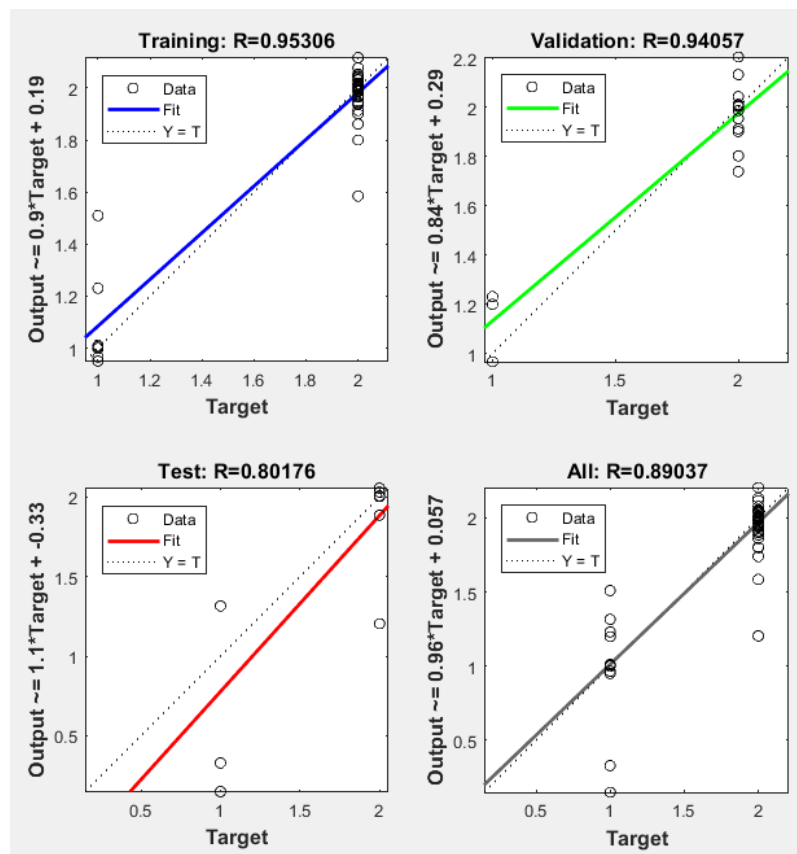 Training: R=0.95306
Output ~= 0.9*Target + 0.19
2
1.8
1.6
1.4
1.2
1
Data
Fit
Y = T
1
1.2
1.4
1.6
1.8
2
Target
Validation: R=0.94057
Output ~= 0.84*Target + 0.29
2.2
2
1.8
1.6
1.4
1.2
1
Data
Fit
Y = T
1
1.5
2
Target
Test: R=0.80176
Output ~= 1.1*Target + -0.33
2
1.5
1
0.5
Data
Fit
Y = T
0.5
1
1.5
2
Target
All: R=0.89037
Output ~= 0.96*Target + 0.057
2
1.5
1
0.5
Data
Fit
Y = T
0.5
1
1.5
2
Target